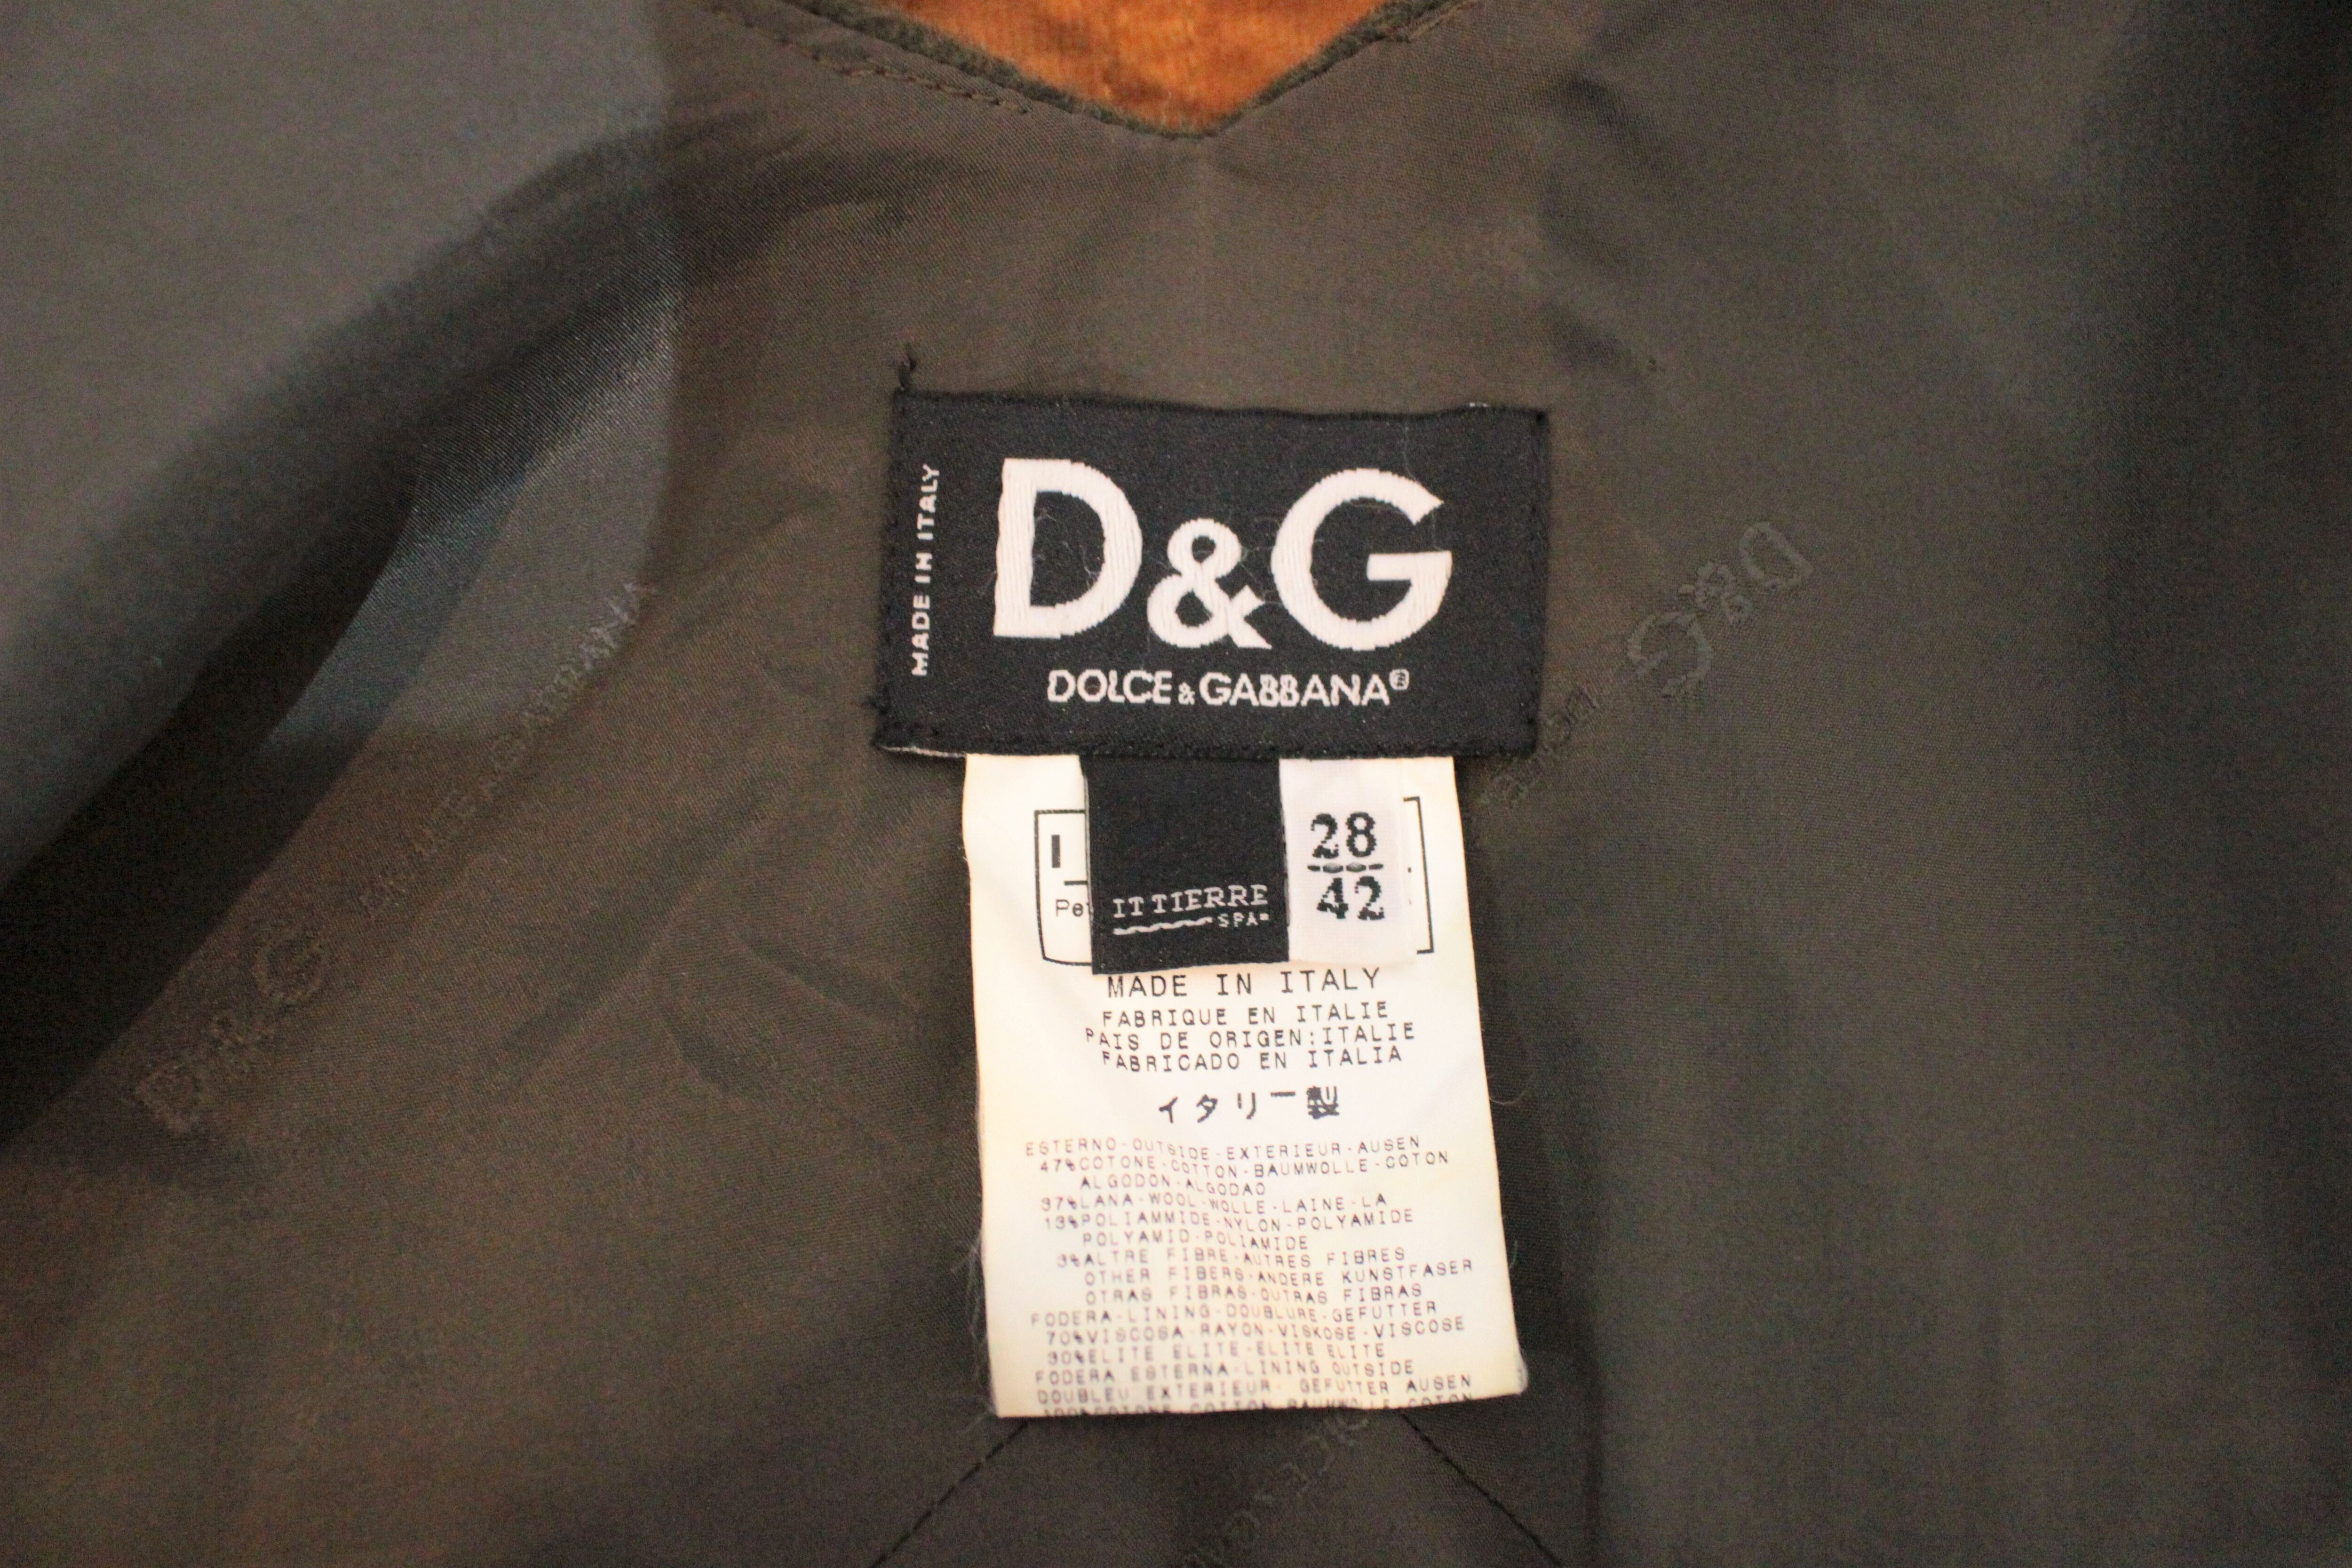 MADE IN ITALY
D&G
DOLCE & GABBANA®
28
42
ITTIERRE
SPA
MADE IN ITALY
FABRIQUE EN ITALIE
PAIS DE ORIGEN:ITALIE
FABRICADO EN ITALIA
イタリー製
ESTERNO-OUTSIDE-EXTERIEUR-AUSEN
47%COTONE-COTTON-BAUMWOLLE-COTON
ALGODON-ALGODAO
37%LANA-WOOL-WOLLE-LAINE-LA
13%POLIAMMIDE-NYLON-POLYAMIDE
POLYAMID-POLIAMIDE
3%ALTRE FIBRE-AUTRES FIBRES
OTHER FIBERS-ANDERE KUNSTFASER
OTRAS FIBRAS-OUTRAS FIBRAS
FODERA-LINING-DOUBLURE-GEFUTTER
70%VISCOSA-RAYON-VISKOSE-VISCOSE
30%ELITE ELITE-ELITE ELITE
FODERA ESTERNA-LINING OUTSIDE
DOUBLEU EXTERIEUR- GEFUTTER AUSEN
D&G
D&G